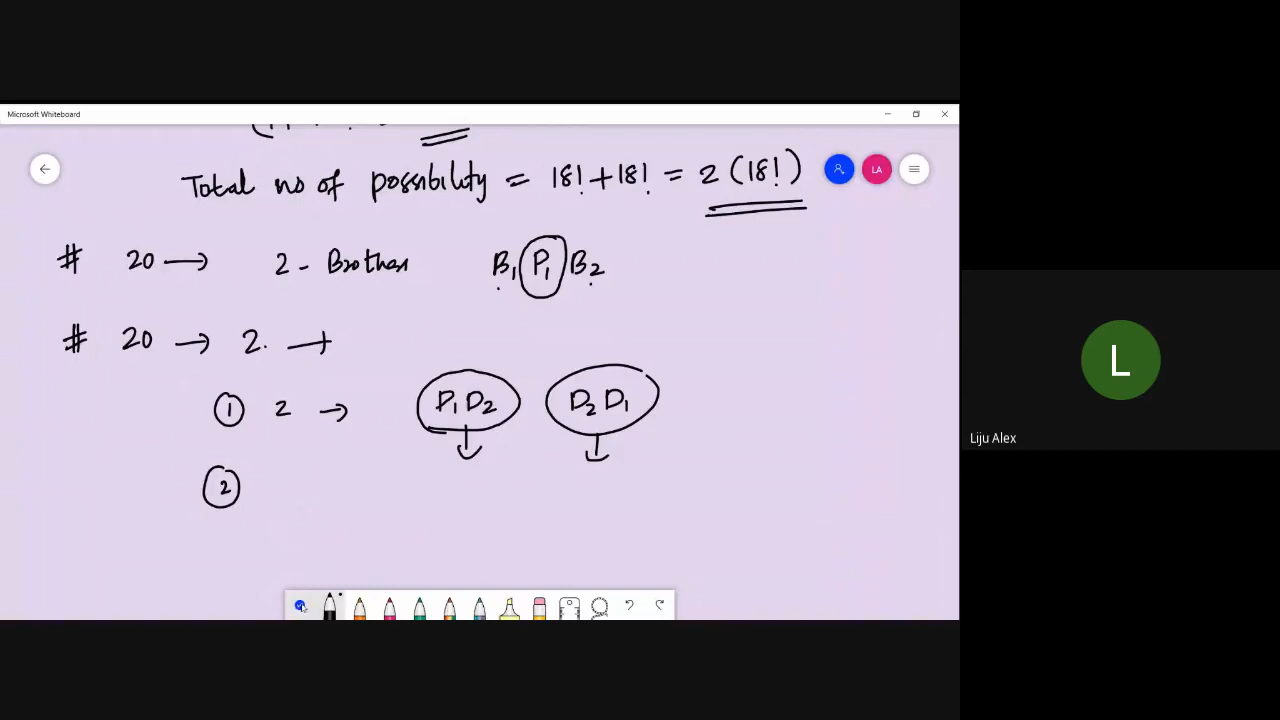 Microsoft Whiteboard
Total no of possibility = 18! + 18! = 2 (18!)
LA
# 20 → 2 - Brothers B1 P1 B2
# 20 → 2. →
① 2 → P1 D2 D2 D1
②
L
Liju Alex